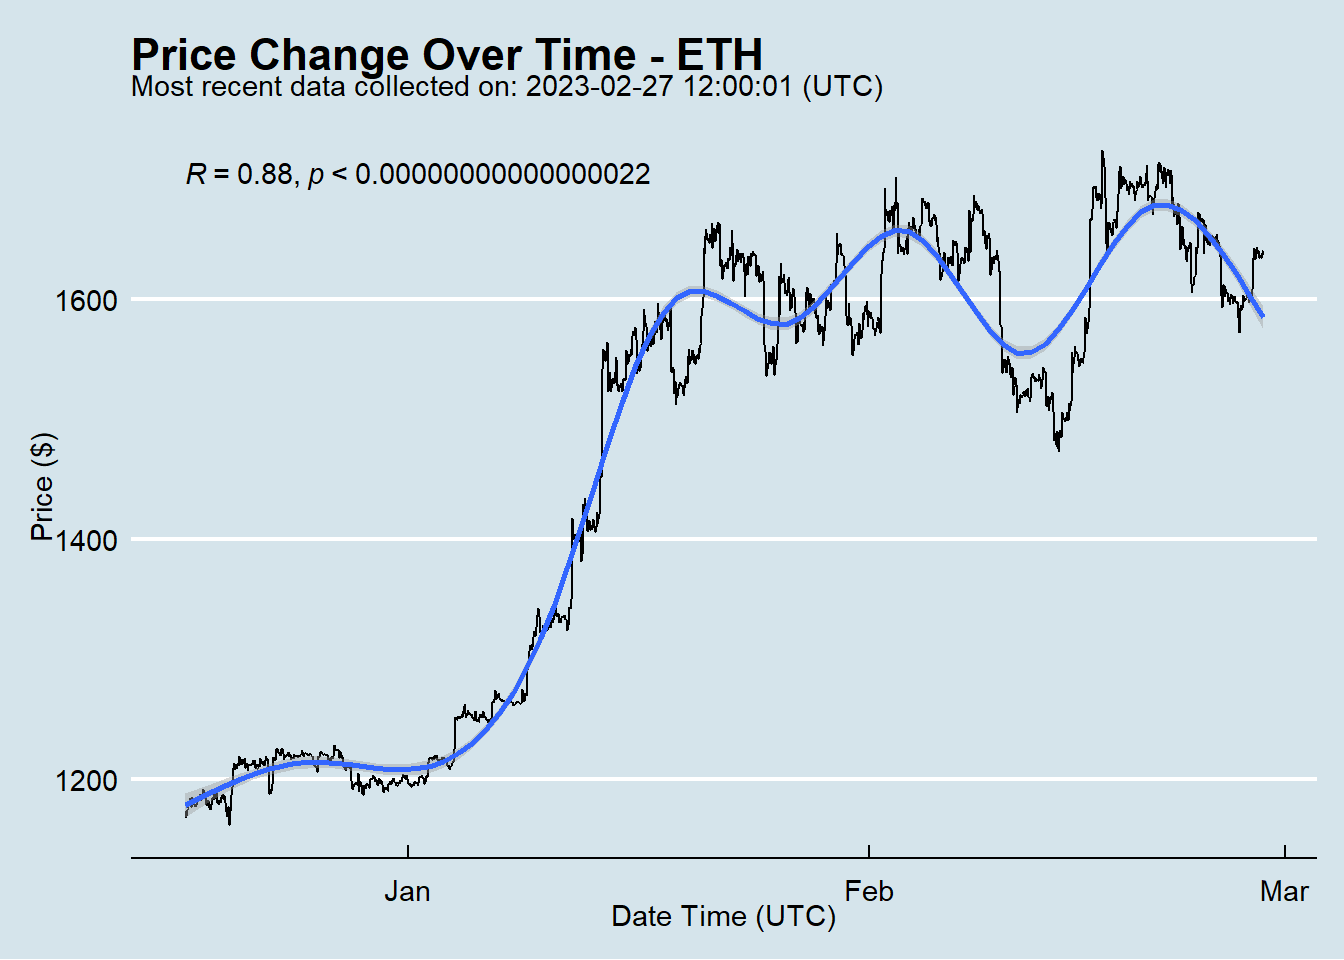 Price Change Over Time - ETH
Most recent data collected on: 2023-02-27 12:00:01 (UTC)
R = 0.88, p < 0.00000000000000022
1600
1400
1200
Price ($)
Jan
Feb
Mar
Date Time (UTC)